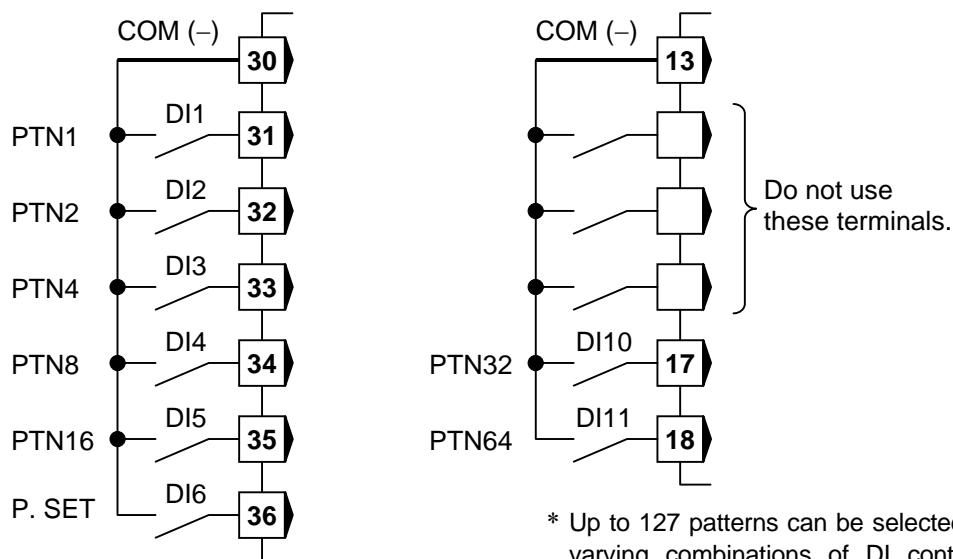 COM (−)
30
DI1
PTN1
31
DI2
PTN2
32
DI3
PTN4
33
DI4
PTN8
34
DI5
PTN16
35
DI6
P. SET
36
COM (−)
13
Do not use
these terminals.
DI10
PTN32
17
DI11
PTN64
18
* Up to 127 patterns can be selected
varying combinations of DI cont